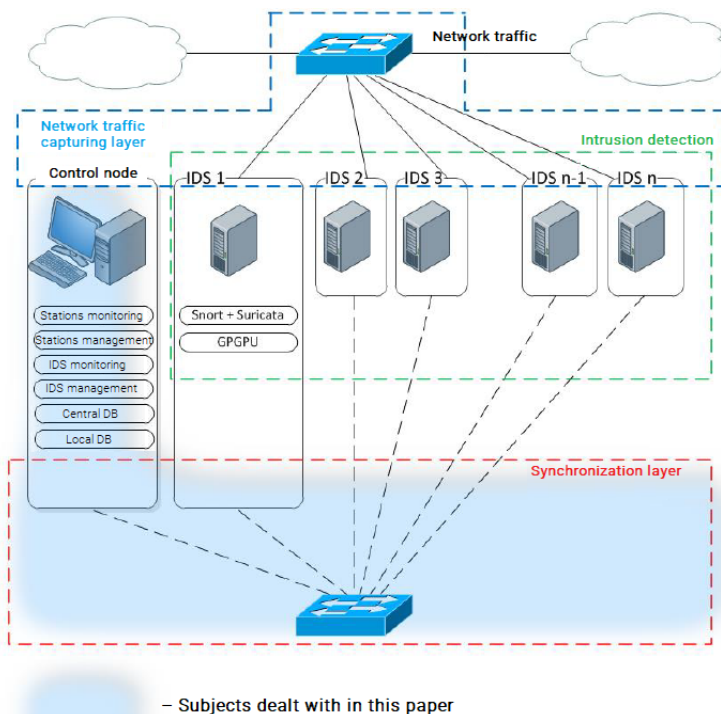 Network traffic
Network traffic
capturing layer
Intrusion detection
Control node
IDS 1
IDS 2
IDS 3
IDS n-1
IDS n
Stations monitoring
Stations management
IDS monitoring
IDS management
Central DB
Local DB
Snort + Suricata
GPGPU
Synchronization layer
– Subjects dealt with in this paper